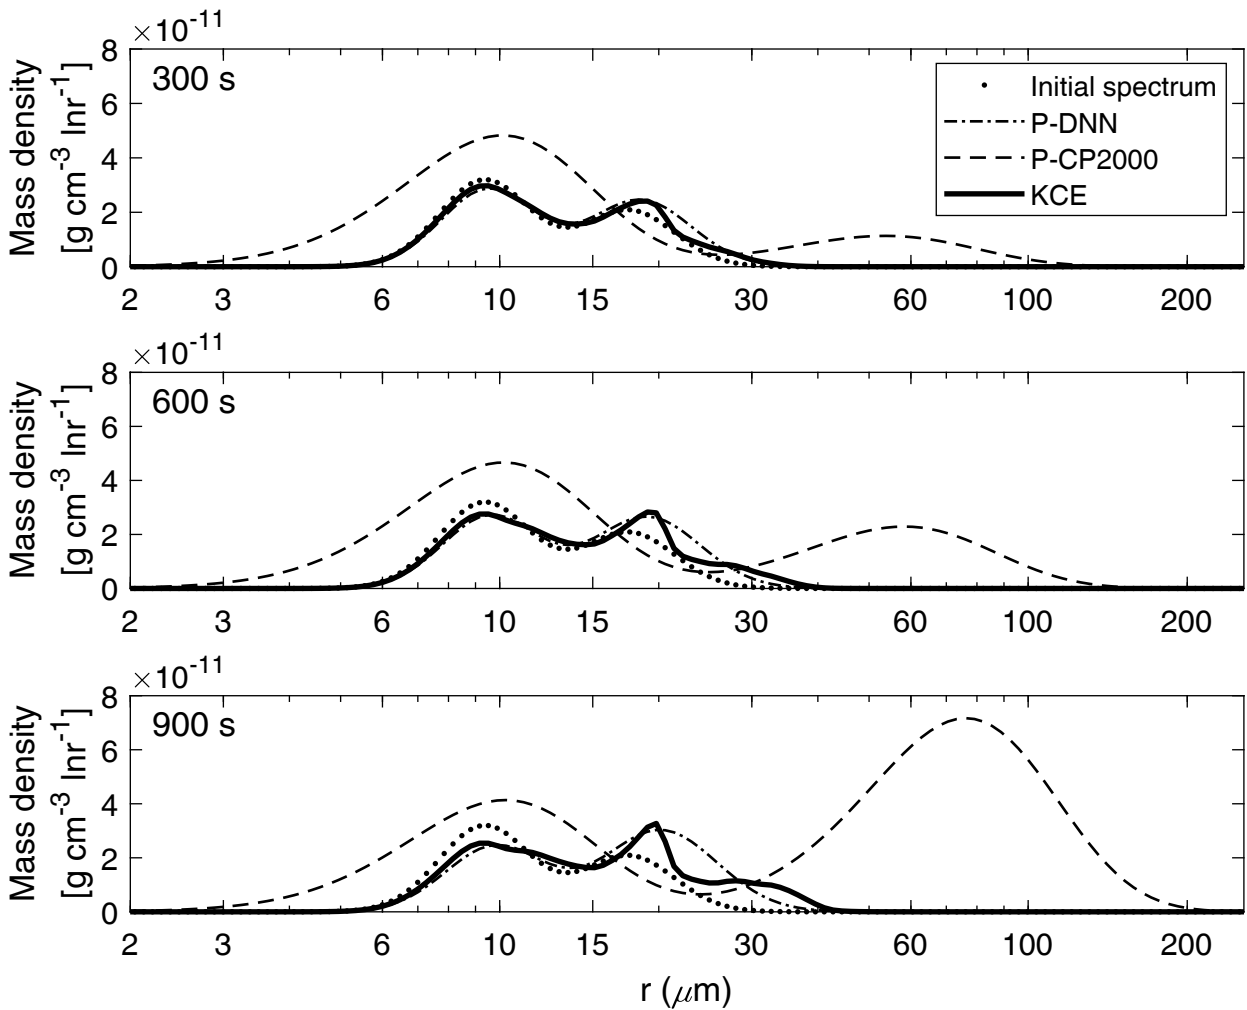 ×10⁻¹¹
8
6
4
2
0
Mass density
[g cm⁻³ lnr⁻¹]
300 s
Initial spectrum
P-DNN
P-CP2000
KCE
2 3 6 10 15 30 60 100 200
×10⁻¹¹
8
6
4
2
0
Mass density
[g cm⁻³ lnr⁻¹]
600 s
2 3 6 10 15 30 60 100 200
×10⁻¹¹
8
6
4
2
0
Mass density
[g cm⁻³ lnr⁻¹]
900 s
2 3 6 10 15 30 60 100 200
r (μm)